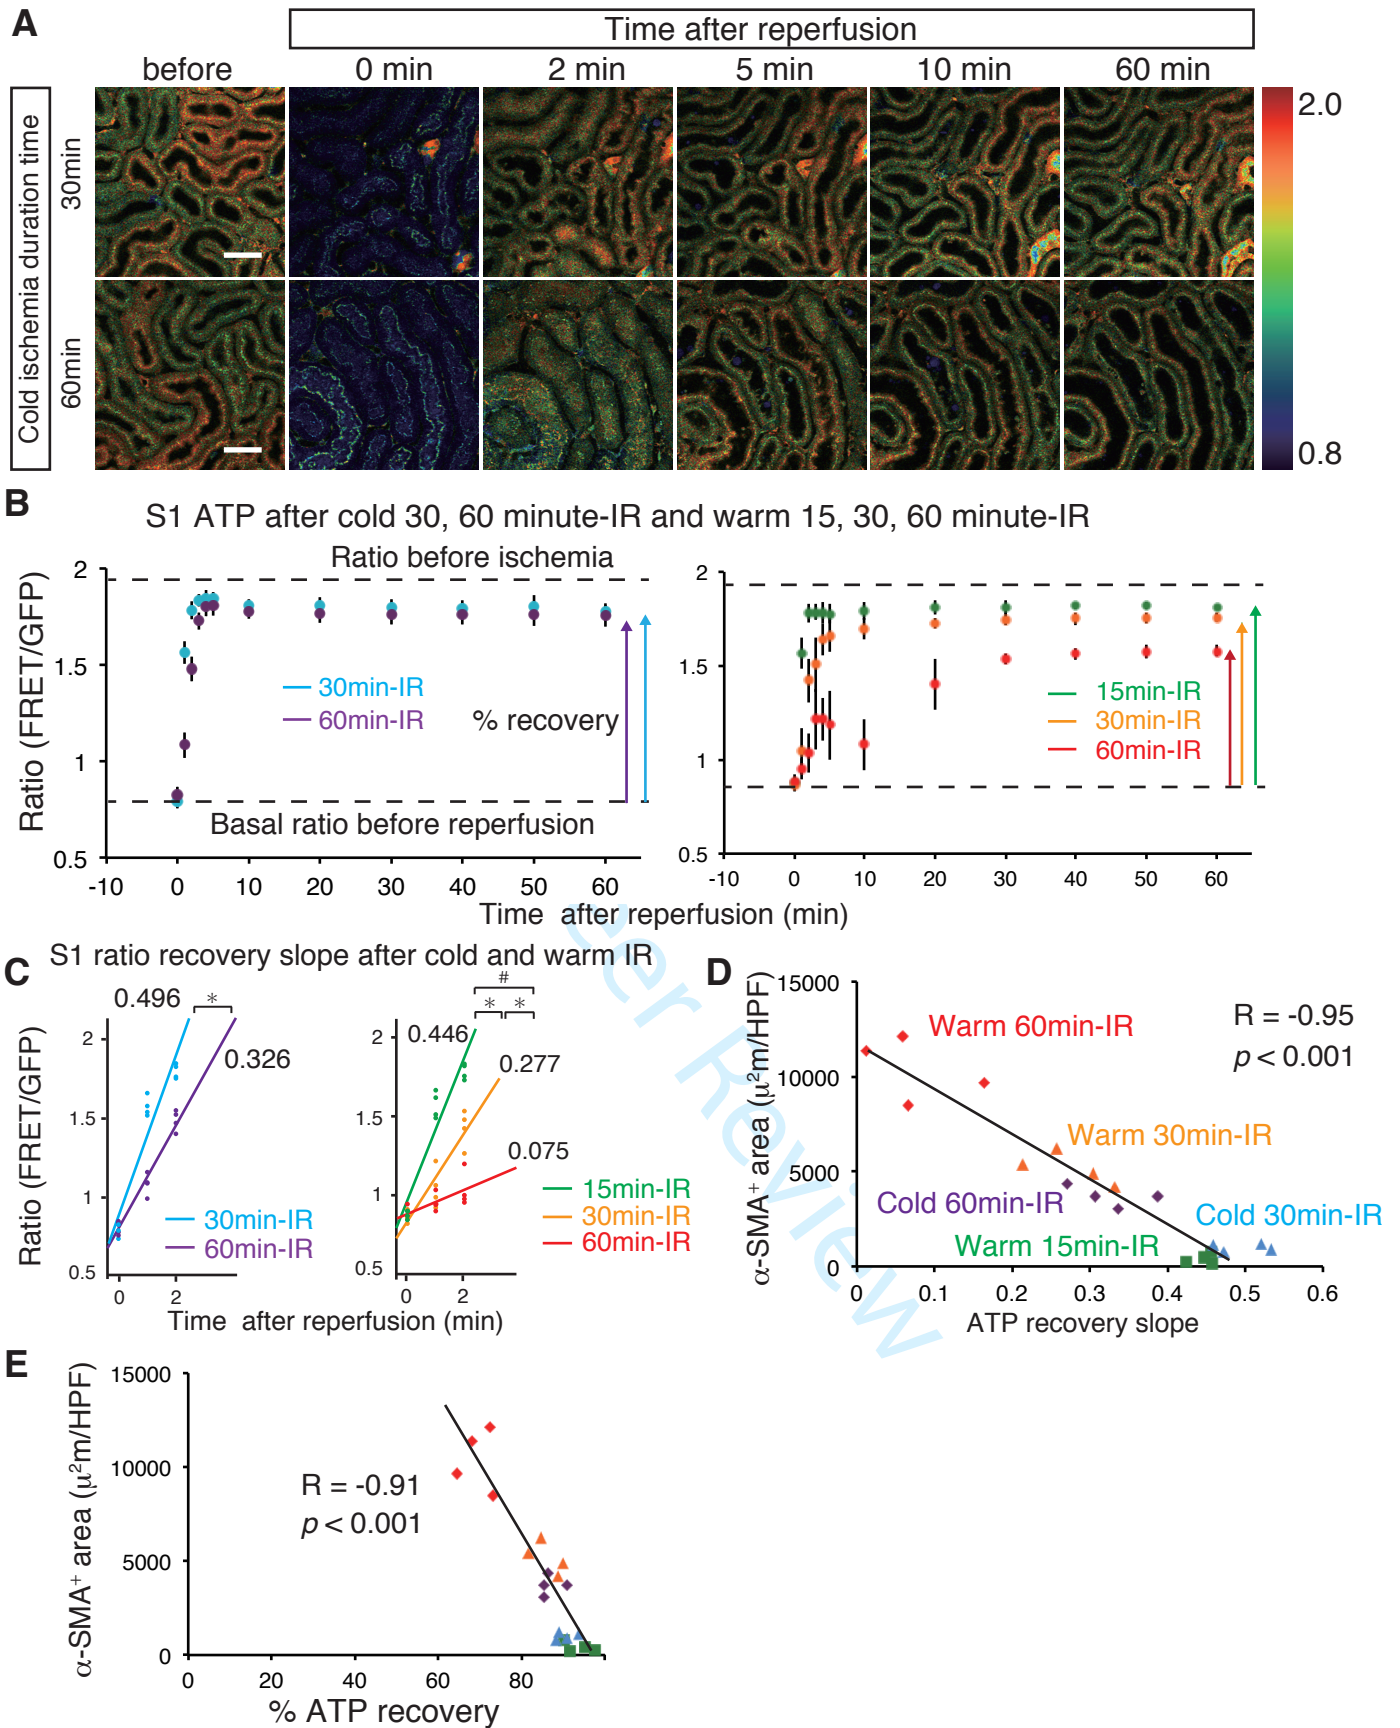 A
Time after reperfusion
before 0 min 2 min 5 min 10 min 60 min
Cold ischemia duration time
30min
60min
2.0
0.8
B
S1 ATP after cold 30, 60 minute-IR and warm 15, 30, 60 minute-IR
Ratio (FRET/GFP)
Ratio before ischemia
2
1.5
1
0.5
30min-IR
60min-IR
% recovery
Basal ratio before reperfusion
-10 0 10 20 30 40 50 60
2
1.5
1
0.5
15min-IR
30min-IR
60min-IR
-10 0 10 20 30 40 50 60
Time after reperfusion (min)
C
S1 ratio recovery slope after cold and warm IR
Ratio (FRET/GFP)
0.496 *
0.326
2
1.5
1
0.5
30min-IR
60min-IR
0 2
#
* *
0.446
0.277
0.075
2
1.5
1
0.5
15min-IR
30min-IR
60min-IR
0 2
Time after reperfusion (min)
D
α-SMA+ area (μ²m/HPF)
15000
10000
5000
0
R = -0.95
p < 0.001
Warm 60min-IR
Warm 30min-IR
Cold 60min-IR
Cold 30min-IR
Warm 15min-IR
0 0.1 0.2 0.3 0.4 0.5 0.6
ATP recovery slope
E
α-SMA+ area (μ²m/HPF)
15000
10000
5000
0
R = -0.91
p < 0.001
0 20 40 60 80
% ATP recovery
eer Review